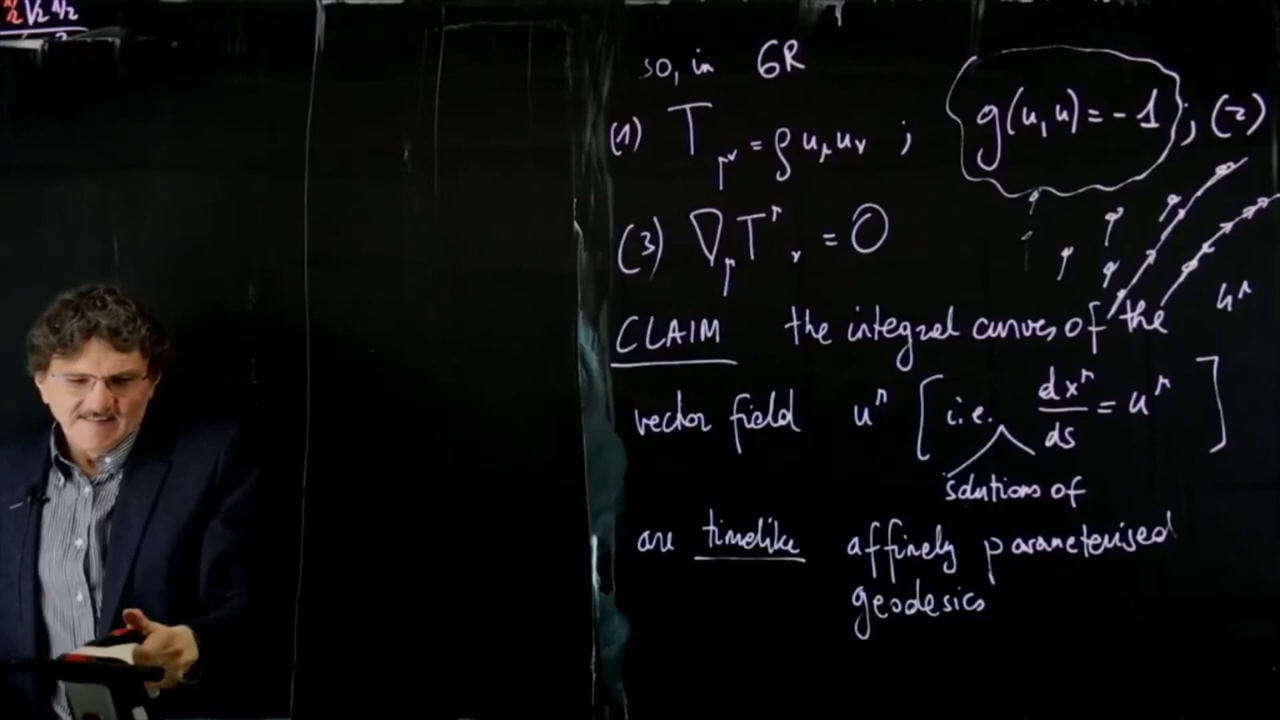 so, in GR
(1) T_μν = ρ u_μ u_ν ; g(u,u) = -1 ; (2)
(3) ∇_μ T^μ_ν = 0
u^μ
CLAIM the integral curves of the
vector field u^μ [ i.e. dx^μ/ds = u^μ ]
solutions of
are timelike affinely parameterised
geodesics